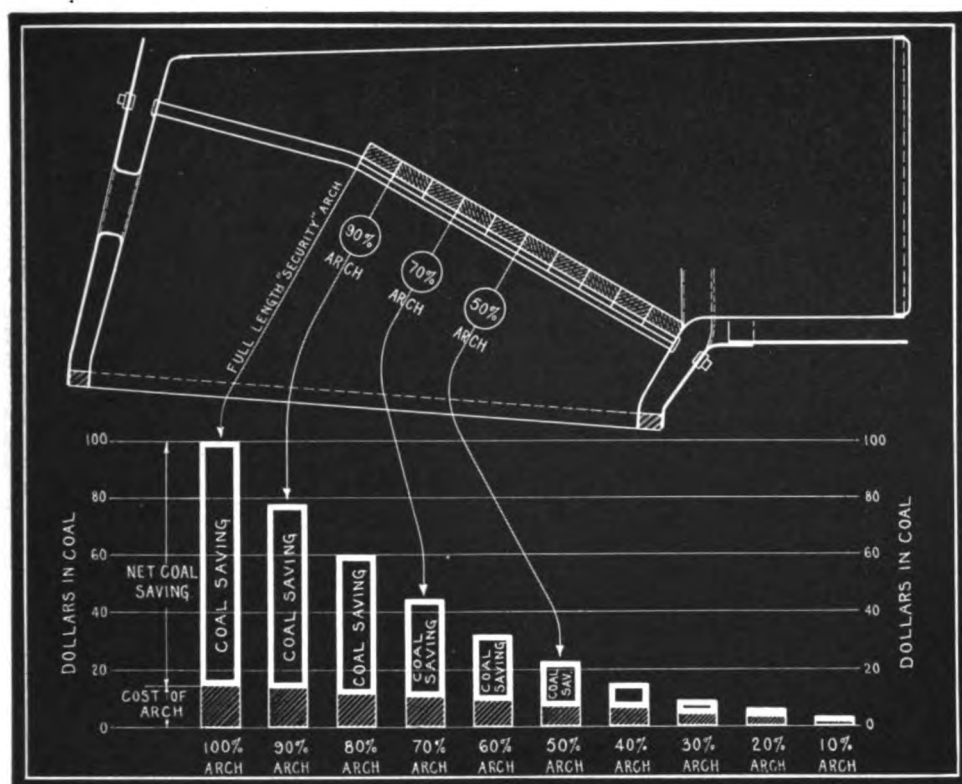 FULL LENGTH "SECURITY" ARCH
90%
ARCH
70%
ARCH
50%
ARCH
100
100
80
80
60
60
40
40
20
20
0
0
DOLLARS IN COAL
DOLLARS IN COAL
NET COAL
SAVING
COST OF
ARCH
COAL SAVING
COAL SAVING
COAL SAVING
COAL
SAVING
COAL
SAVING
COAL
SAV.
100%
ARCH
90%
ARCH
80%
ARCH
70%
ARCH
60%
ARCH
50%
ARCH
40%
ARCH
30%
ARCH
20%
ARCH
10%
ARCH